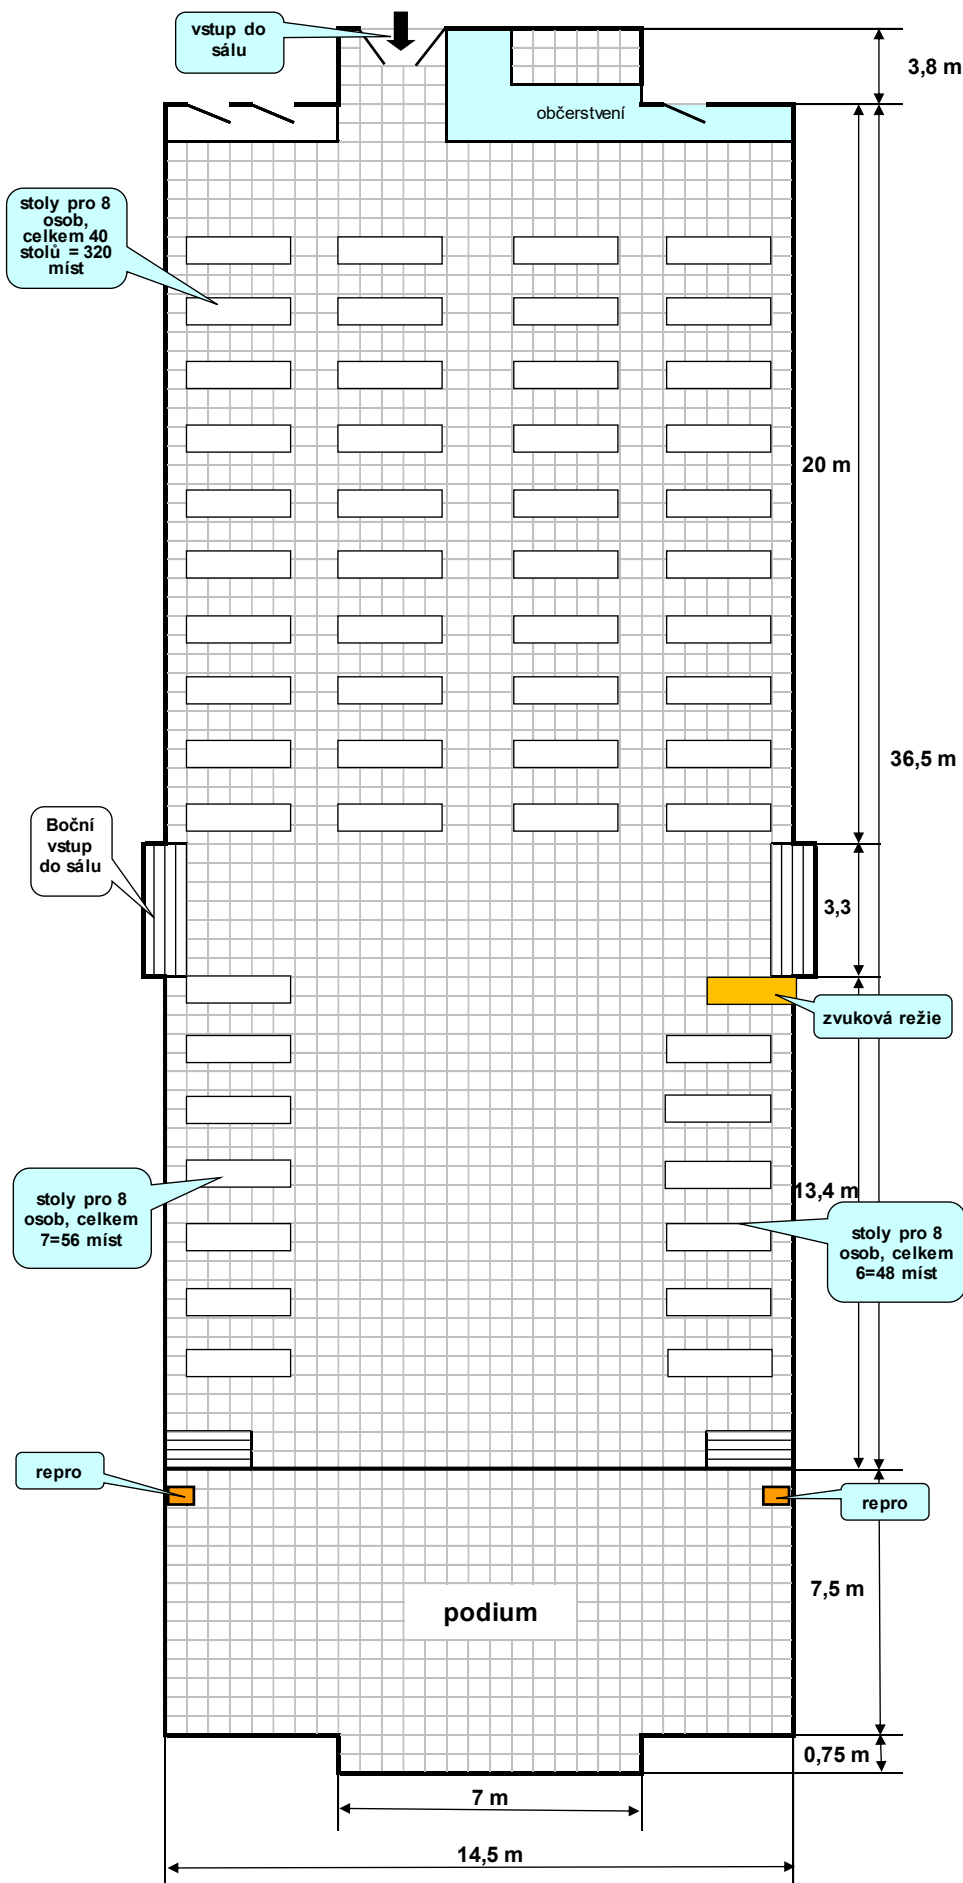 vstup do
sálu
3,8 m
občerstvení
stoly pro 8
osob,
celkem 40
stolů = 320
míst
20 m
36,5 m
Boční
vstup
do sálu
3,3
zvuková režie
13,4 m
stoly pro 8
osob, celkem
7=56 míst
stoly pro 8
osob, celkem
6=48 míst
repro
repro
7,5 m
podium
0,75 m
7 m
14,5 m